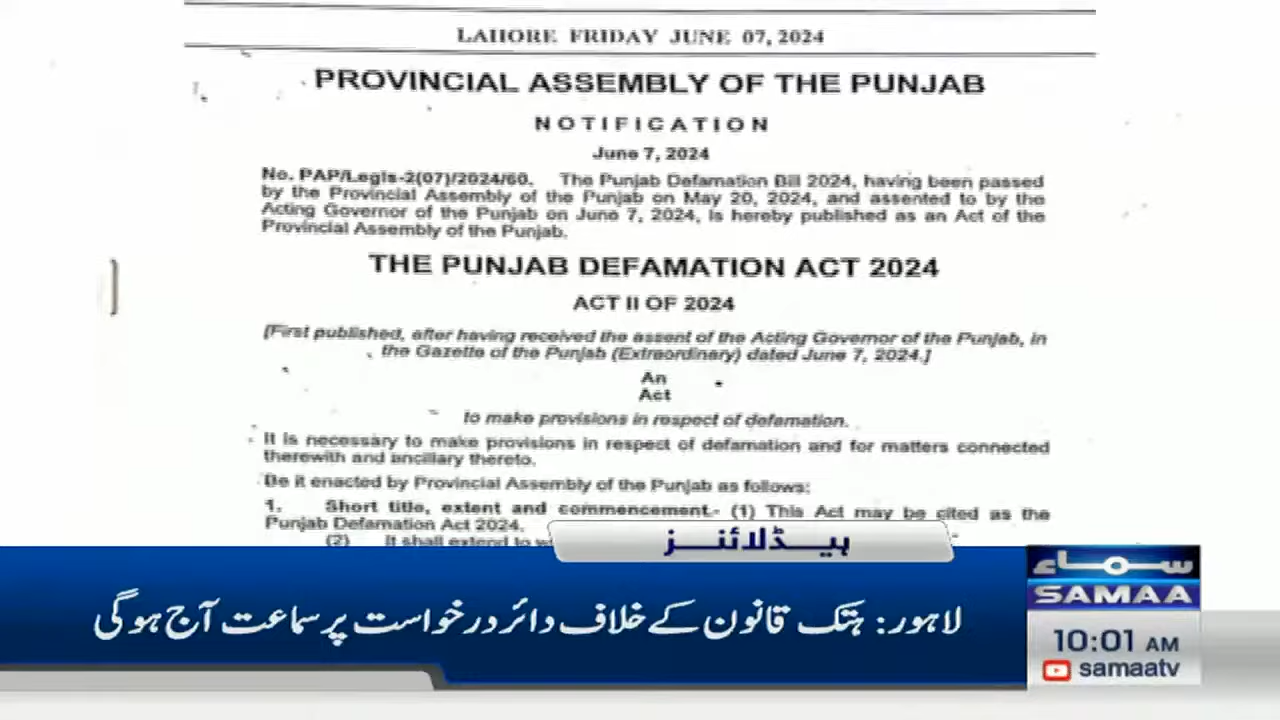 LAHORE FRIDAY JUNE 07, 2024
PROVINCIAL ASSEMBLY OF THE PUNJAB
NOTIFICATION
June 7, 2024
No. PAP/Legis-2(07)/2024/60. The Punjab Defamation Bill 2024, having been passed
by the Provincial Assembly of the Punjab on May 20, 2024, and assented to by the
Acting Governor of the Punjab on June 7, 2024, is hereby published as an Act of the
Provincial Assembly of the Punjab.
THE PUNJAB DEFAMATION ACT 2024
ACT II OF 2024
[First published, after having received the assent of the Acting Governor of the Punjab, in
the Gazette of the Punjab (Extraordinary) dated June 7, 2024.]
An
Act
to make provisions in respect of defamation.
It is necessary to make provisions in respect of defamation and for matters connected
therewith and ancillary thereto.
Be it enacted by Provincial Assembly of the Punjab as follows:
1. Short title, extent and commencement.- (1) This Act may be cited as the
Punjab Defamation Act 2024.
(2) It shall extend to
ہیڈلائنز
لاہور: ہتک قانون کے خلاف دائر درخواست پر سماعت آج ہوگی
سماء
SAMAA
10:01 AM
samaatv